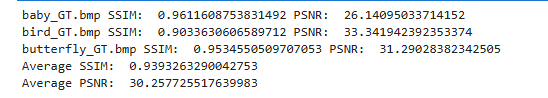 baby_GT.bmp SSIM:  0.9611608753831492 PSNR:  26.14095033714152
bird_GT.bmp SSIM:  0.9033630606589712 PSNR:  33.341942392353374
butterfly_GT.bmp SSIM:  0.9534550509707053 PSNR:  31.29028382342505
Average SSIM:  0.9393263290042753
Average PSNR:  30.257725517639983